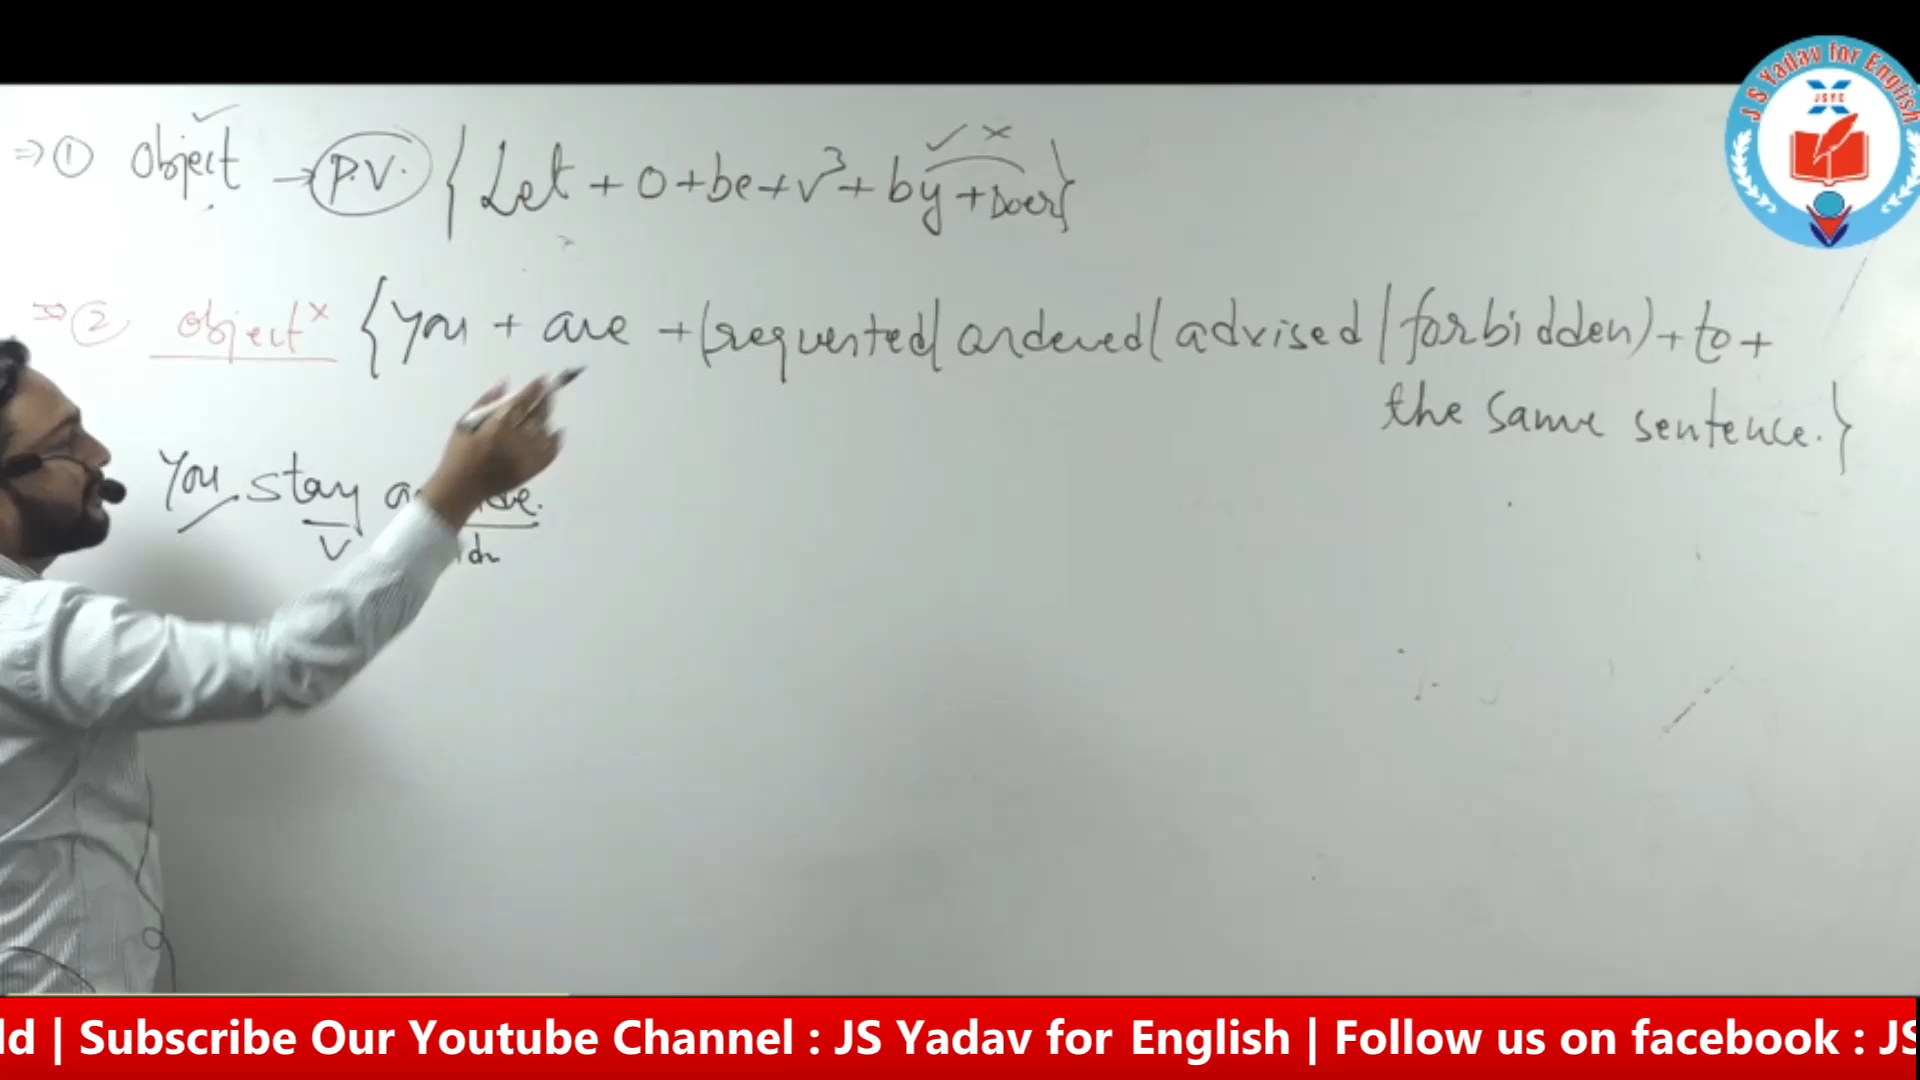 ⇒① Object ✓ → P.V. { Let + O + be + V³ + by + Doer } ✓ ×
⇒② Object × { You + are + (requested / ordered / advised / forbidden) + to +
the same sentence. }
You stay
V
JS Yadav for English
JSYE
ld | Subscribe Our Youtube Channel : JS Yadav for English | Follow us on facebook : JS